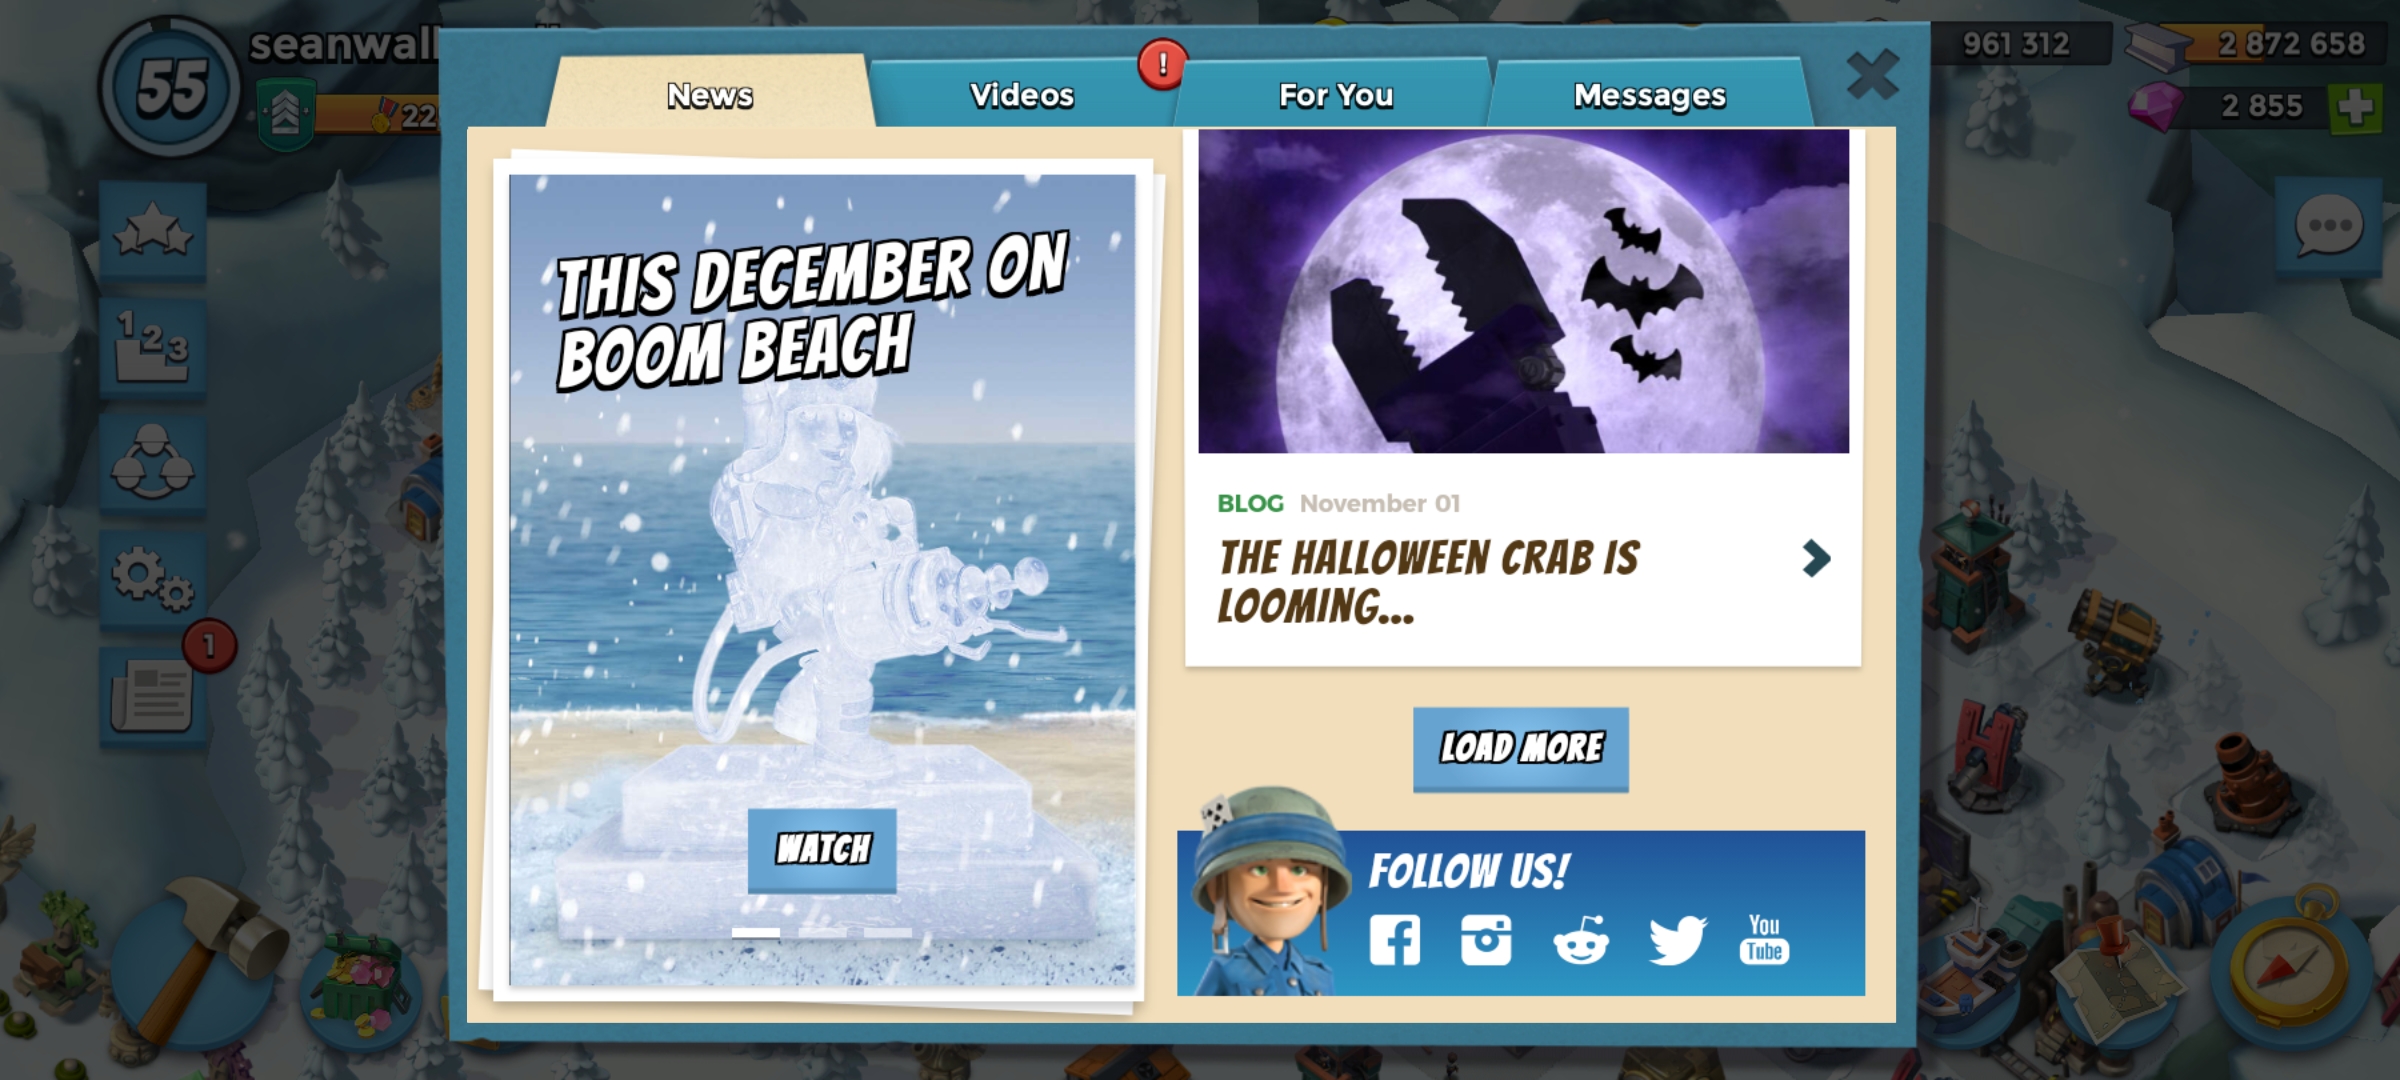 55
seanwall
22
961 312
2 872 658
2 855
News
Videos
!
For You
Messages
1 2 3
1
THIS DECEMBER ON
BOOM BEACH
WATCH
BLOG November 01
THE HALLOWEEN CRAB IS
LOOMING...
LOAD MORE
FOLLOW US!
You
Tube